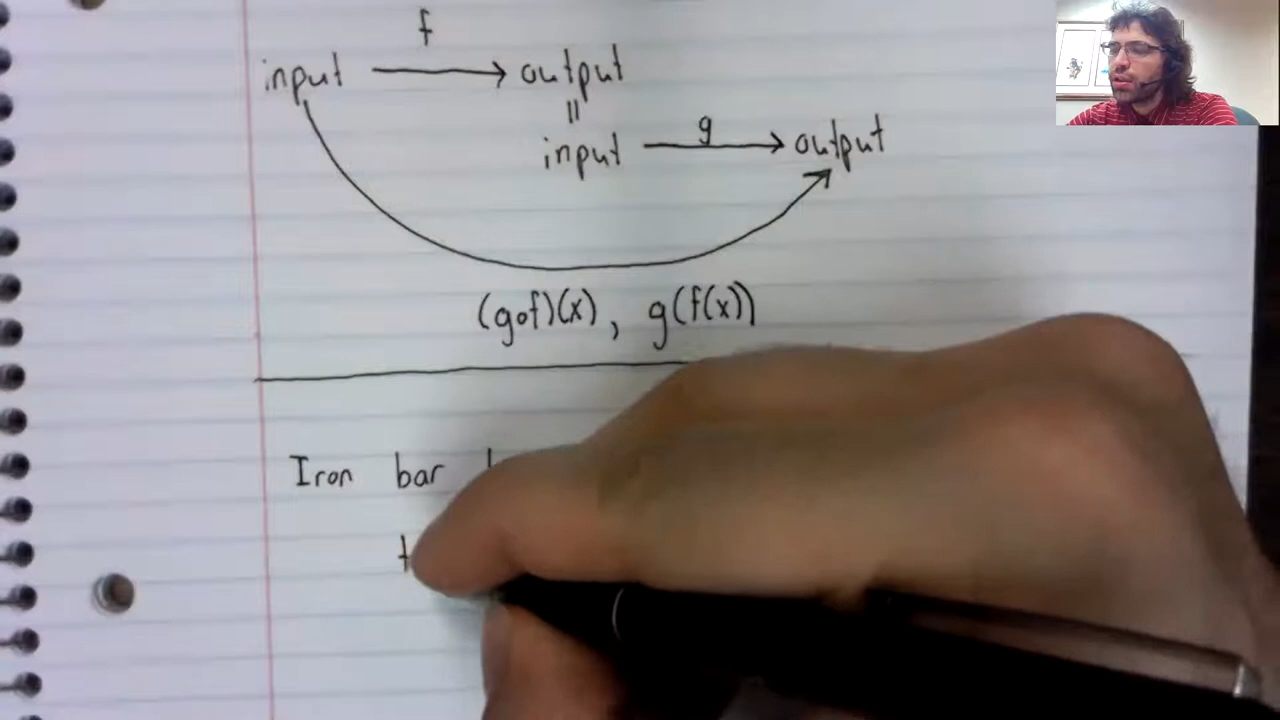 f
input → output
=
input g → output
(g∘f)(x), g(f(x))
Iron bar